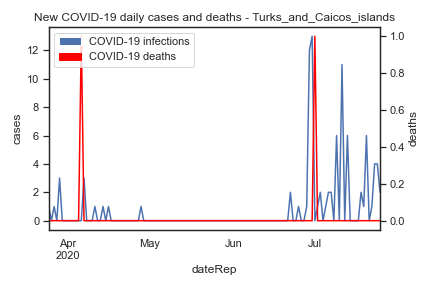 New COVID-19 daily cases and deaths - Turks_and_Caicos_islands
COVID-19 infections
COVID-19 deaths
cases
12
10
8
6
4
2
0
1.0
0.8
0.6
0.4
0.2
0.0
deaths
Apr
2020
May
Jun
Jul
dateRep